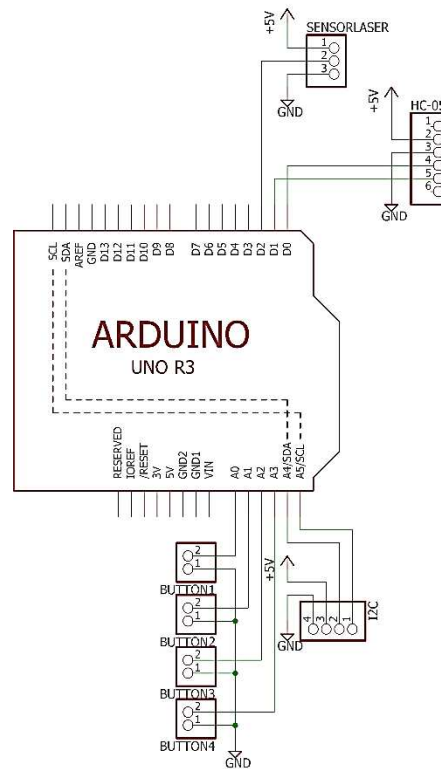 +5V
SENSORLASER
1
2
3
GND
+5V
HC-05
1
2
3
4
5
6
GND
SCL
SDA
AREF
GND
D13
D12
D11
D10
D9
D8
D7
D6
D5
D4
D3
D2
D1
D0
ARDUINO
UNO R3
RESERVED
IOREF
/RESET
3V
5V
GND2
GND1
VIN
A0
A1
A2
A3
A4/SDA
A5/SCL
2
1
BUTTON1
2
1
BUTTON2
2
1
BUTTON3
2
1
BUTTON4
GND
+5V
4
3
2
1
I2C
GND